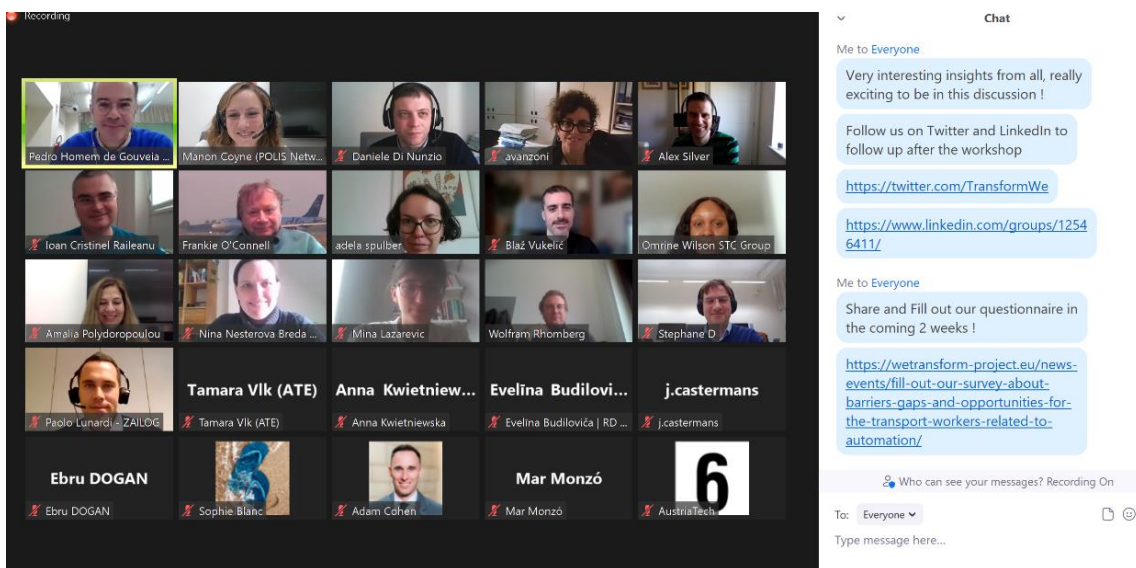 Recording
Pedro Homem de Gouveia ...
Manon Coyne (POLIS Netw...
Daniele Di Nunzio
avanzoni
Alex Silver
Ioan Cristinel Raileanu
Frankie O'Connell
adela spulber
Blaž Vukelić
Omrine Wilson STC Group
Amalia Polydoropoulou
Nina Nesterova Breda ...
Mina Lazarevic
Wolfram Rhomberg
Stephane D
Paolo Lunardi - ZAILOG
Tamara Vlk (ATE)
Tamara Vlk (ATE)
Anna Kwietniew...
Anna Kwietniewska
Evelīna Budilovi...
Evelīna Budiloviča | RD ...
j.castermans
j.castermans
Ebru DOGAN
Ebru DOGAN
Sophie Blanc
Adam Cohen
Mar Monzó
Mar Monzó
6
AustriaTech
Chat
Me to Everyone
Very interesting insights from all, really
exciting to be in this discussion !
Follow us on Twitter and LinkedIn to
follow up after the workshop
https://twitter.com/TransformWe
https://www.linkedin.com/groups/1254
6411/
Me to Everyone
Share and Fill out our questionnaire in
the coming 2 weeks !
https://wetransform-project.eu/news-
events/fill-out-our-survey-about-
barriers-gaps-and-opportunities-for-
the-transport-workers-related-to-
automation/
Who can see your messages? Recording On
To: Everyone
Type message here...